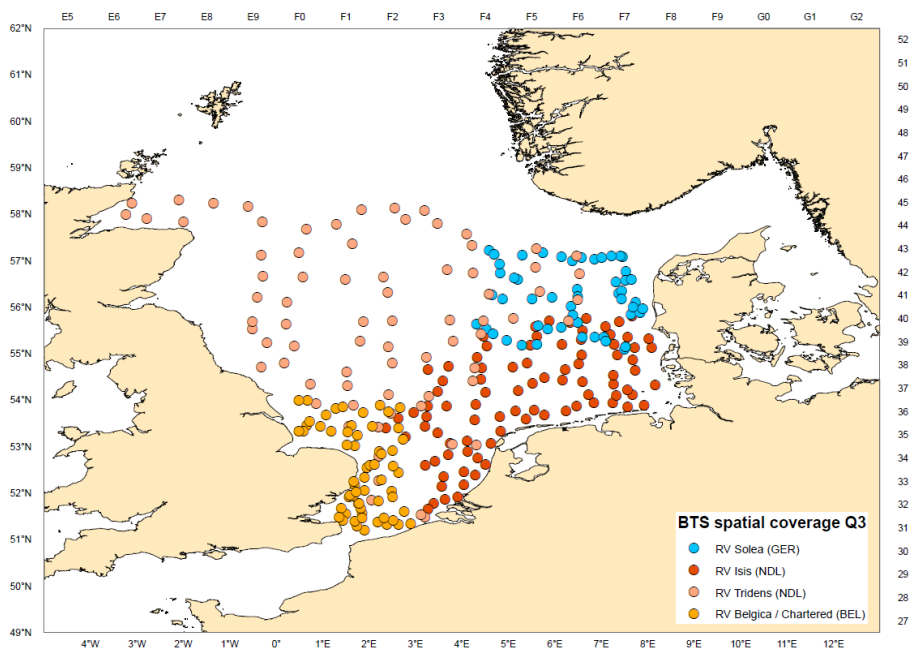 E5 E6 E7 E8 E9 F0 F1 F2 F3 F4 F5 F6 F7 F8 F9 G0 G1 G2
62°N
52
61°N
51
50
60°N
49
48
59°N
47
46
58°N
45
44
57°N
43
42
56°N
41
40
55°N
39
38
54°N
37
36
53°N
35
34
52°N
33
32
51°N
31
30
50°N
29
28
49°N
27
BTS spatial coverage Q3
RV Solea (GER)
RV Isis (NDL)
RV Tridens (NDL)
RV Belgica / Chartered (BEL)
4°W 3°W 2°W 1°W 0° 1°E 2°E 3°E 4°E 5°E 6°E 7°E 8°E 9°E 10°E 11°E 12°E